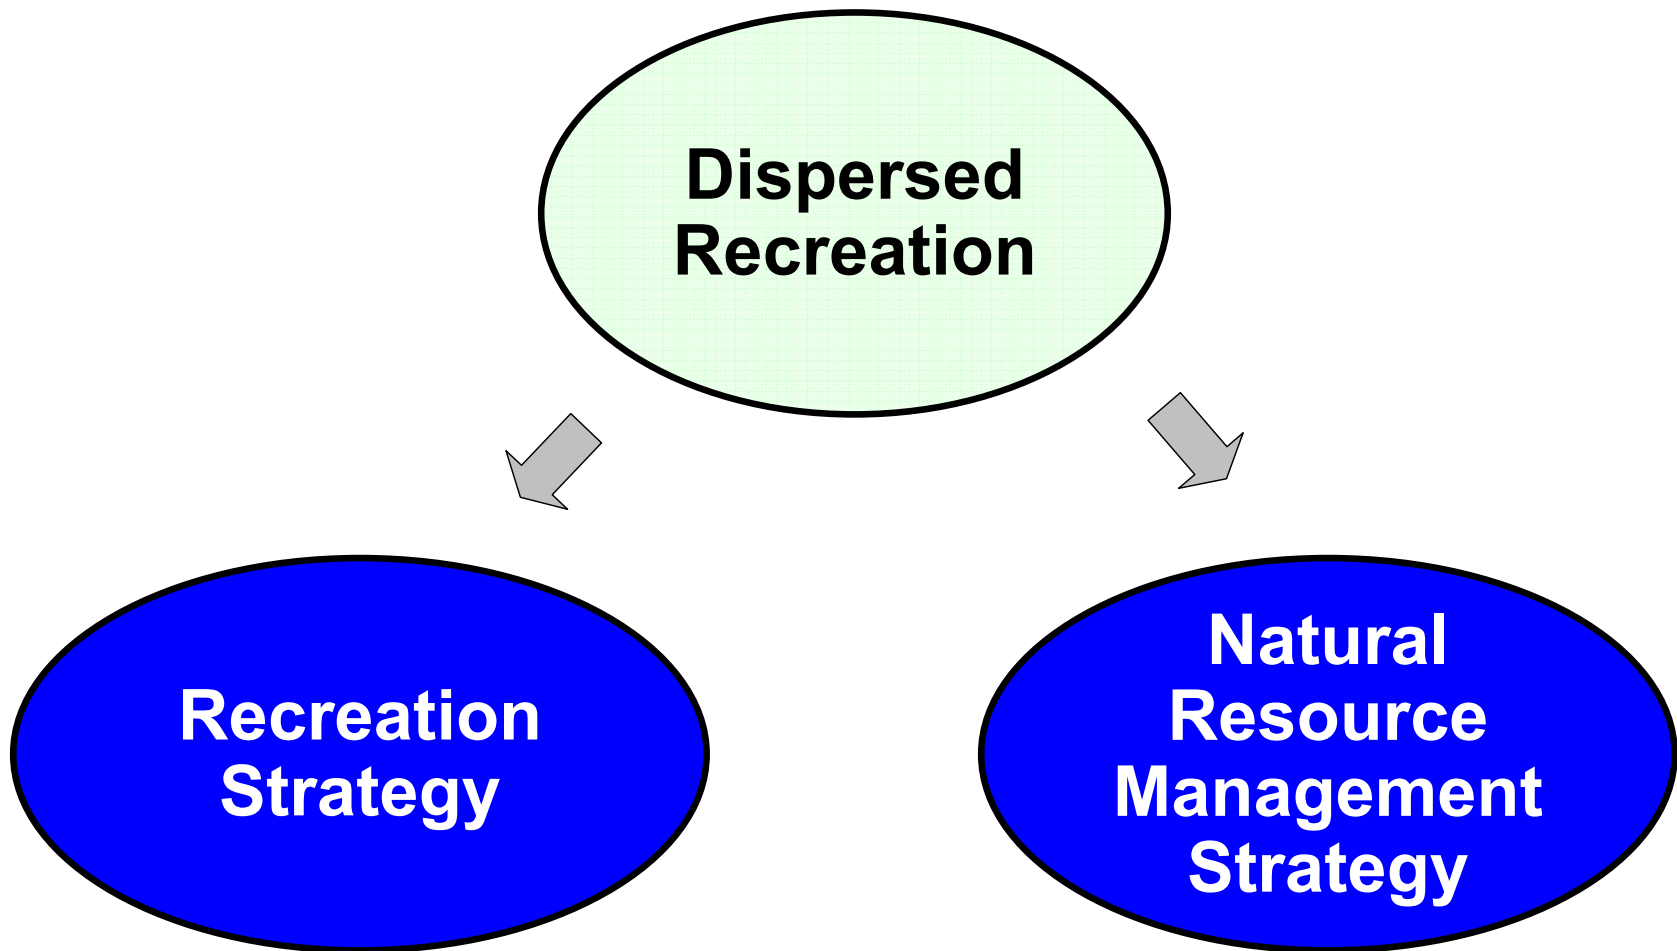 Dispersed
Recreation
Recreation
Strategy
Natural
Resource
Management
Strategy